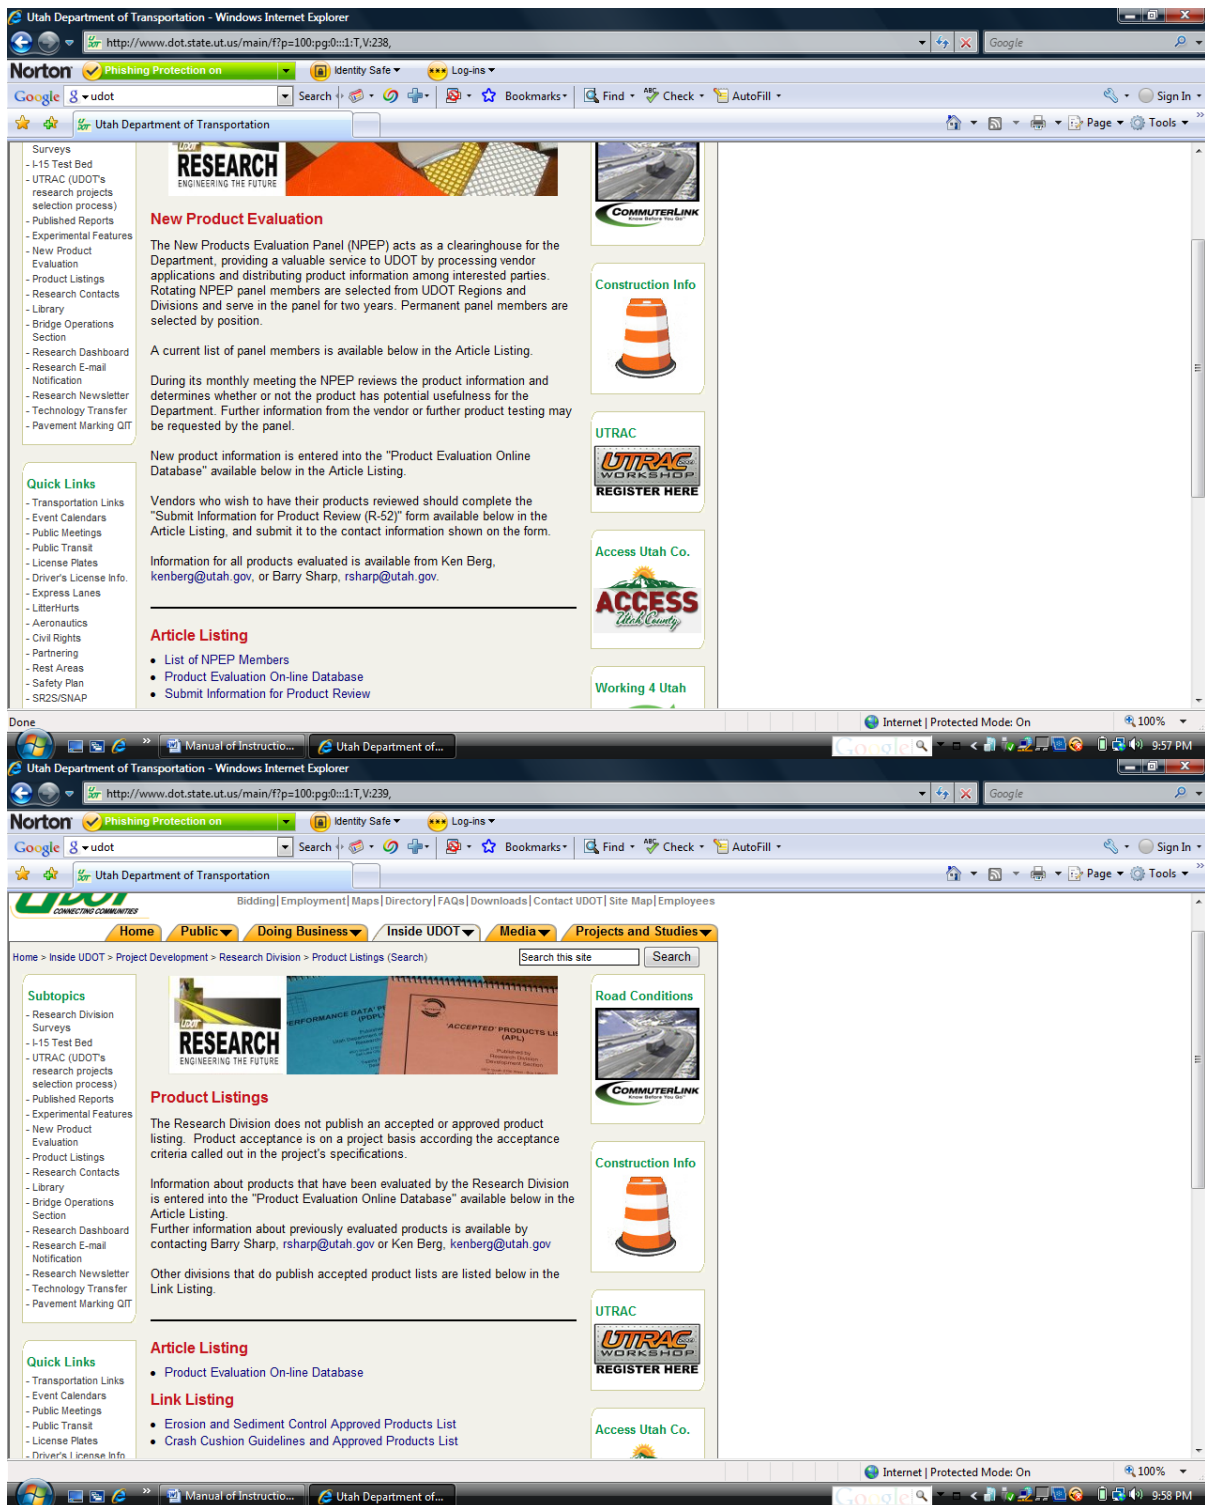 Utah Department of Transportation - Windows Internet Explorer
http://www.dot.state.ut.us/main/f?p=100:pg:0:::1:T,V:238,
Google
Norton Phishing Protection on Identity Safe Log-ins
Google udot Search Bookmarks Find Check AutoFill Sign In
Utah Department of Transportation Page Tools
Surveys
- I-15 Test Bed
- UTRAC (UDOT's
research projects
selection process)
- Published Reports
- Experimental Features
- New Product
Evaluation
- Product Listings
- Research Contacts
- Library
- Bridge Operations
Section
- Research Dashboard
- Research E-mail
Notification
- Research Newsletter
- Technology Transfer
- Pavement Marking QIT
Quick Links
- Transportation Links
- Event Calendars
- Public Meetings
- Public Transit
- License Plates
- Driver's License Info.
- Express Lanes
- LitterHurts
- Aeronautics
- Civil Rights
- Partnering
- Rest Areas
- Safety Plan
- SR2S/SNAP
UDOT
RESEARCH
ENGINEERING THE FUTURE
New Product Evaluation
The New Products Evaluation Panel (NPEP) acts as a clearinghouse for the
Department, providing a valuable service to UDOT by processing vendor
applications and distributing product information among interested parties.
Rotating NPEP panel members are selected from UDOT Regions and
Divisions and serve in the panel for two years. Permanent panel members are
selected by position.
A current list of panel members is available below in the Article Listing.
During its monthly meeting the NPEP reviews the product information and
determines whether or not the product has potential usefulness for the
Department. Further information from the vendor or further product testing may
be requested by the panel.
New product information is entered into the "Product Evaluation Online
Database" available below in the Article Listing.
Vendors who wish to have their products reviewed should complete the
"Submit Information for Product Review (R-52)" form available below in the
Article Listing, and submit it to the contact information shown on the form.
Information for all products evaluated is available from Ken Berg,
kenberg@utah.gov, or Barry Sharp, rsharp@utah.gov.
Article Listing
• List of NPEP Members
• Product Evaluation On-line Database
• Submit Information for Product Review
COMMUTERLINK
Know Before You Go
Construction Info
UTRAC
UTRAC
WORKSHOP
REGISTER HERE
Access Utah Co.
ACCESS
Utah County
Working 4 Utah
Done Internet | Protected Mode: On 100%
Manual of Instructio... Utah Department of... Google 9:57 PM
Utah Department of Transportation - Windows Internet Explorer
http://www.dot.state.ut.us/main/f?p=100:pg:0:::1:T,V:239,
Google
Norton Phishing Protection on Identity Safe Log-ins
Google udot Search Bookmarks Find Check AutoFill Sign In
Utah Department of Transportation Page Tools
UDOT
CONNECTING COMMUNITIES
Bidding|Employment|Maps|Directory|FAQs|Downloads|Contact UDOT|Site Map|Employees
Home Public Doing Business Inside UDOT Media Projects and Studies
Home > Inside UDOT > Project Development > Research Division > Product Listings (Search)
Search this site Search
Subtopics
- Research Division
Surveys
- I-15 Test Bed
- UTRAC (UDOT's
research projects
selection process)
- Published Reports
- Experimental Features
- New Product
Evaluation
- Product Listings
- Research Contacts
- Library
- Bridge Operations
Section
- Research Dashboard
- Research E-mail
Notification
- Research Newsletter
- Technology Transfer
- Pavement Marking QIT
Quick Links
- Transportation Links
- Event Calendars
- Public Meetings
- Public Transit
- License Plates
- Driver's License Info
UDOT
RESEARCH
ENGINEERING THE FUTURE
PERFORMANCE DATA
(PDPL)
'ACCEPTED' PRODUCTS LI
(APL)
Product Listings
The Research Division does not publish an accepted or approved product
listing. Product acceptance is on a project basis according the acceptance
criteria called out in the project's specifications.
Information about products that have been evaluated by the Research Division
is entered into the "Product Evaluation Online Database" available below in the
Article Listing.
Further information about previously evaluated products is available by
contacting Barry Sharp, rsharp@utah.gov or Ken Berg, kenberg@utah.gov
Other divisions that do publish accepted product lists are listed below in the
Link Listing.
Article Listing
• Product Evaluation On-line Database
Link Listing
• Erosion and Sediment Control Approved Products List
• Crash Cushion Guidelines and Approved Products List
Road Conditions
COMMUTERLINK
Know Before You Go
Construction Info
UTRAC
UTRAC
WORKSHOP
REGISTER HERE
Access Utah Co.
Internet | Protected Mode: On 100%
Manual of Instructio... Utah Department of... Google 9:58 PM